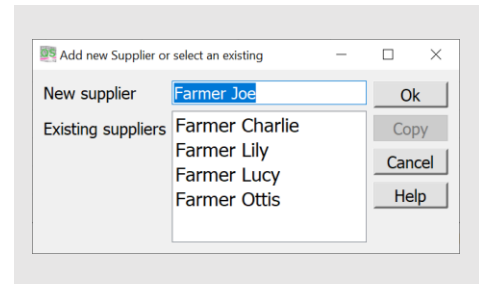 Add new Supplier or select an existing
New supplier Farmer Joe Ok
Existing suppliers Farmer Charlie Copy
Farmer Lily Cancel
Farmer Lucy Help
Farmer Ottis